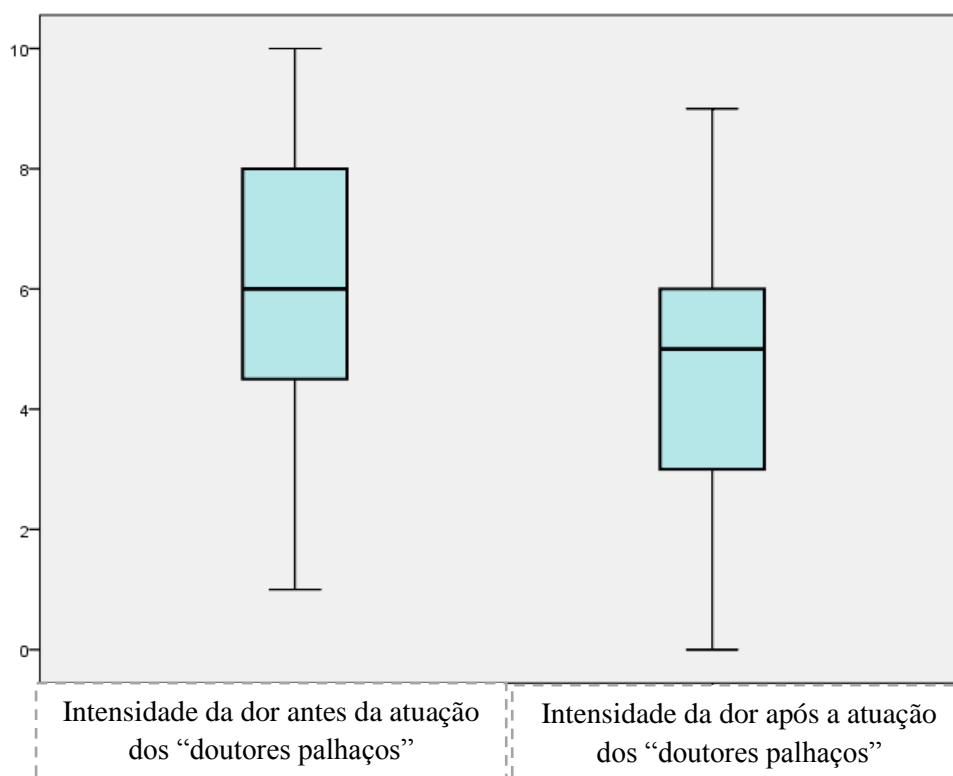 10
8
6
4
2
0
Intensidade da dor antes da atuação
dos “doutores palhaços”
Intensidade da dor após a atuação
dos “doutores palhaços”